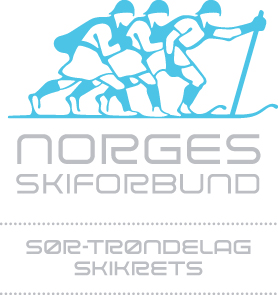 NORGES
SKIFORBUND
SØR-TRØNDELAG
SKIKRETS